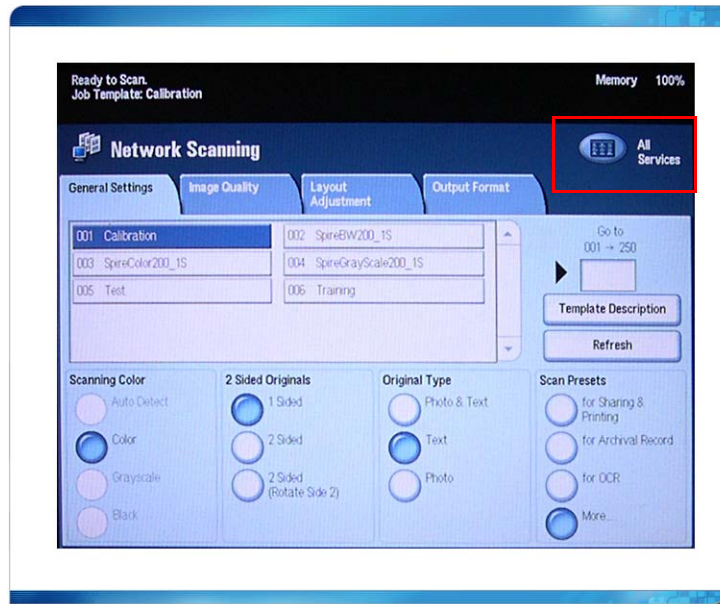 Ready to Scan.
Job Template: Calibration
Memory 100%
Network Scanning
All
Services
General Settings
Image Quality
Layout
Adjustment
Output Format
001 Calibration
002 SpireBW200_1S
003 SpireColor200_1S
004 SpireGrayScale200_1S
005 Test
006 Training
Go to
001 → 250
Template Description
Refresh
Scanning Color
Auto Detect
Color
Grayscale
Black
2 Sided Originals
1 Sided
2 Sided
2 Sided
(Rotate Side 2)
Original Type
Photo & Text
Text
Photo
Scan Presets
for Sharing &
Printing
for Archival Record
for OCR
More...